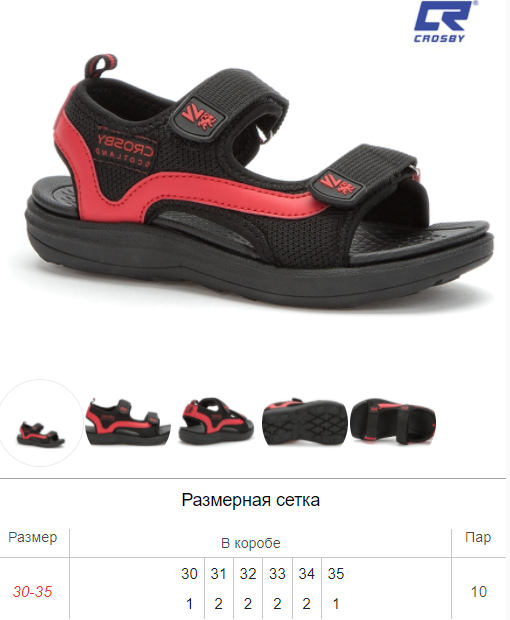 CR
CROSBY
CROSBY
SCOTLAND
Размерная сетка
Размер В коробе Пар
30 31 32 33 34 35
30-35 10
1 2 2 2 2 1